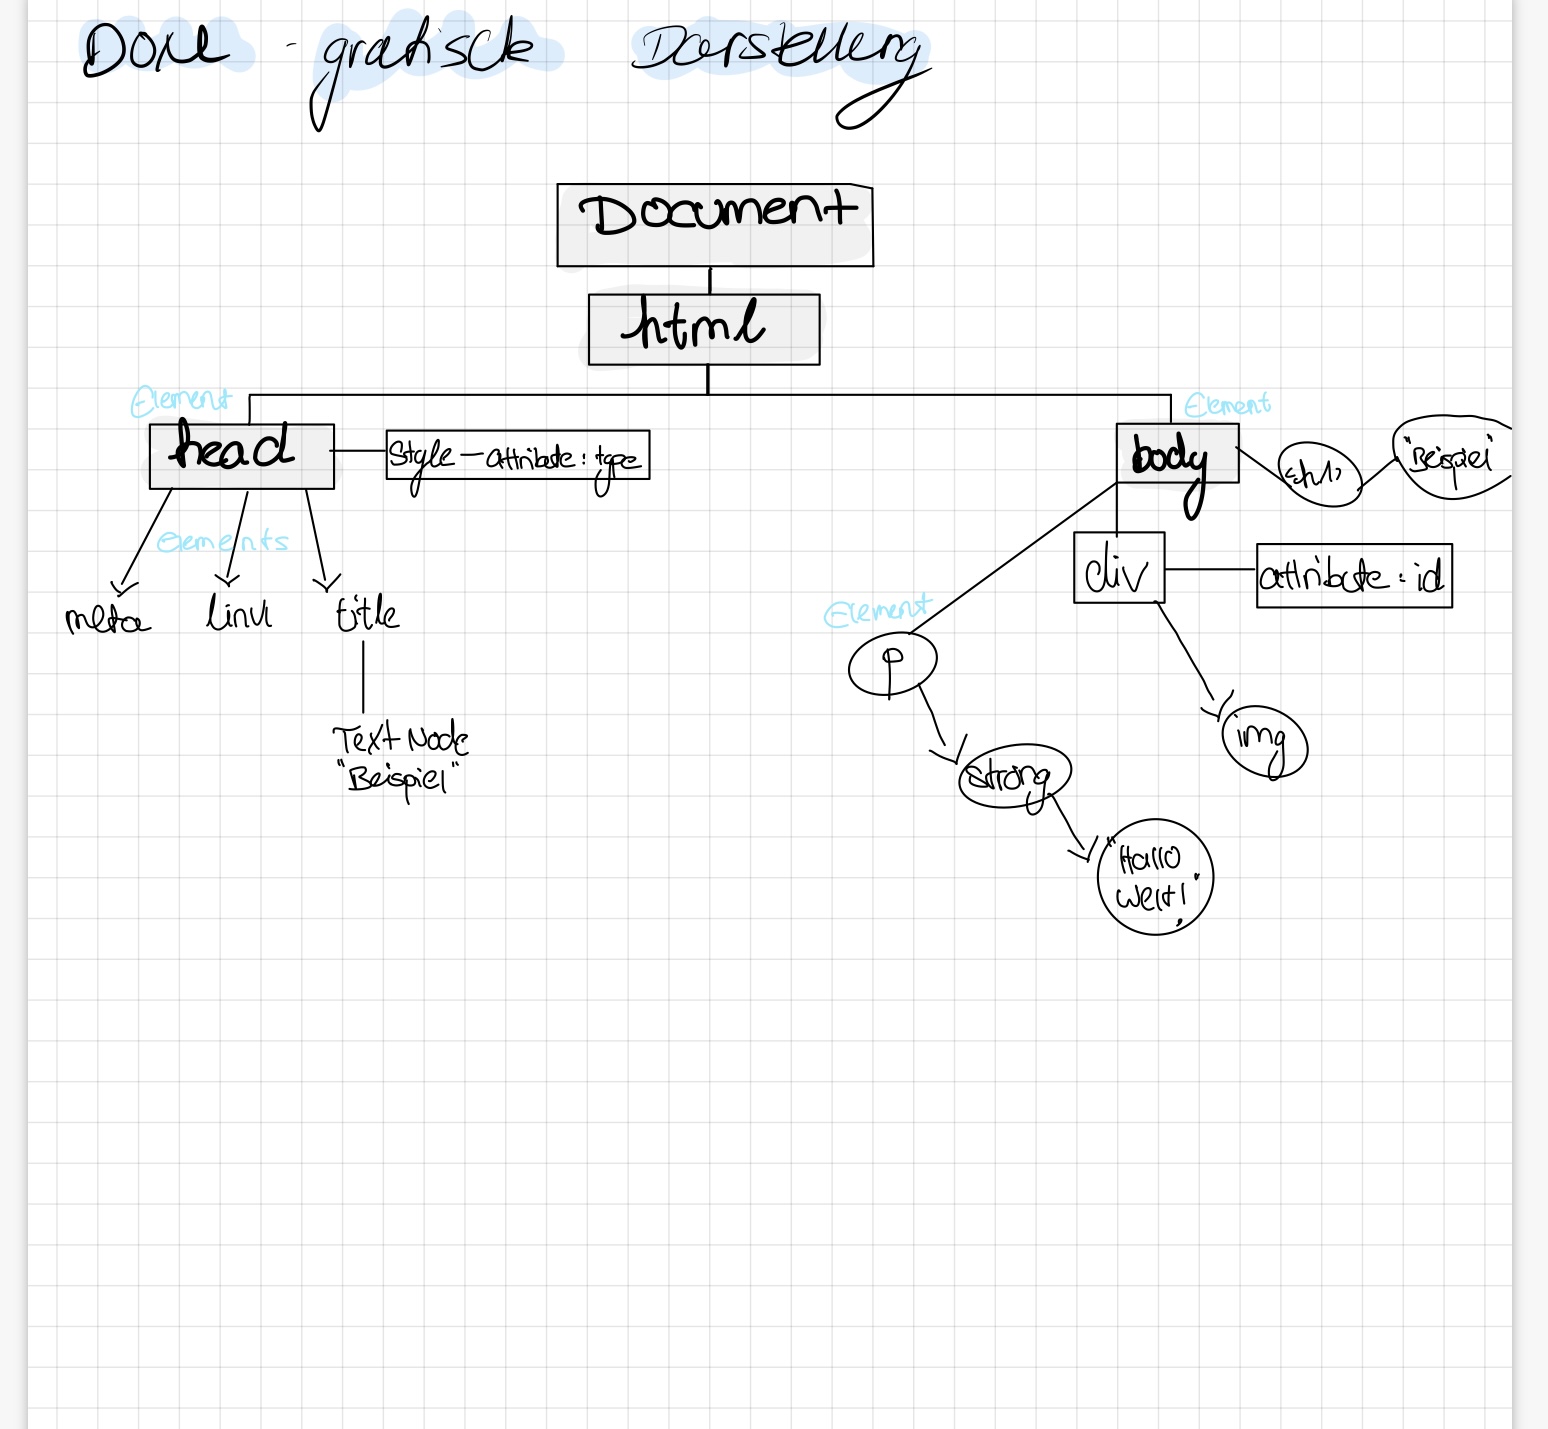 DOM - grafische Darstellung
Document
html
Element
Element
head
Style - attribute: type
body
<h1>
"Beispiel"
Elements
div
attribute: id
meta
link
title
Element
p
Text Node
"Beispiel"
img
strong
"Hallo
Welt!"